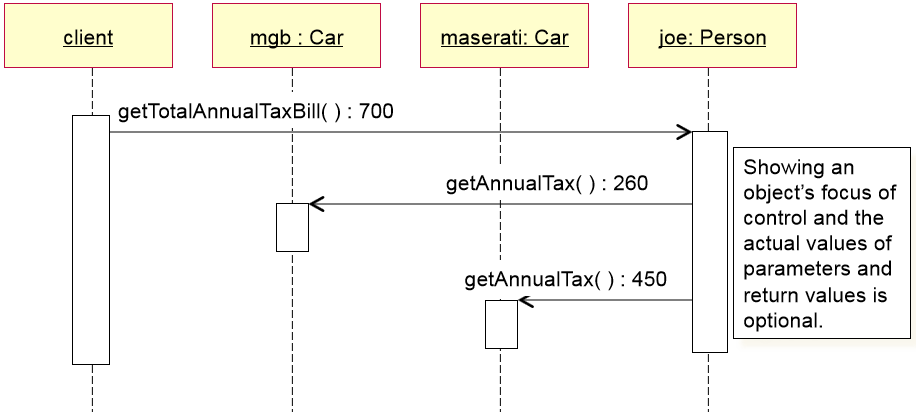 client
mgb : Car
maserati: Car
joe: Person
getTotalAnnualTaxBill( ) : 700
getAnnualTax( ) : 260
getAnnualTax( ) : 450
Showing an
object’s focus of
control and the
actual values of
parameters and
return values is
optional.